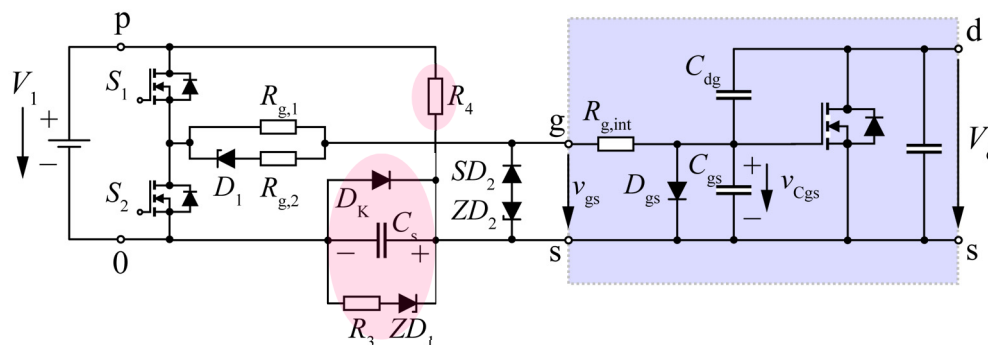 p
d
V1
+
−
S1
Rg,1
R4
Cdg
g
Rg,int
D1
Rg,2
SD2
ZD2
S2
DK
Cs
−
+
vgs
Dgs
Cgs
+
−
vCgs
0
s
s
R3
ZD1